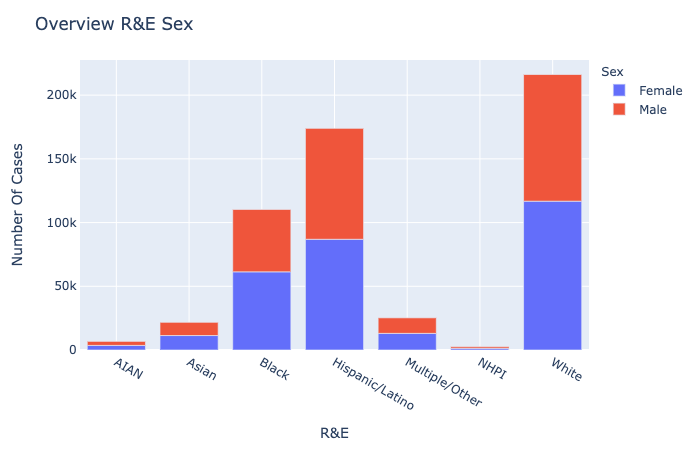 Overview R&E Sex
Sex
Female
Male
Number Of Cases
200k
150k
100k
50k
0
AIAN
Asian
Black
Hispanic/Latino
Multiple/Other
NHPI
White
R&E